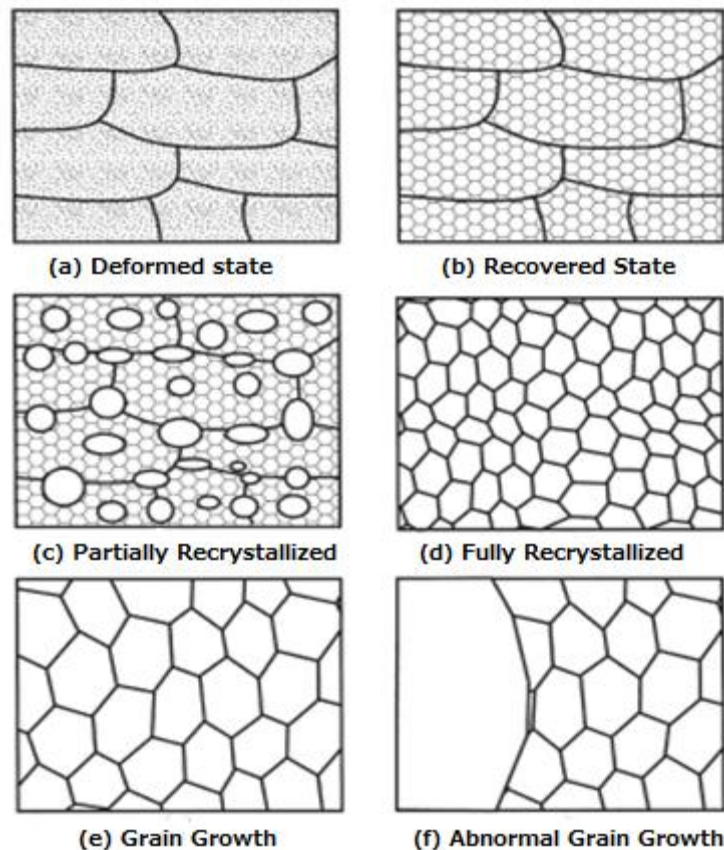 (a) Deformed state
(b) Recovered State
(c) Partially Recrystallized
(d) Fully Recrystallized
(e) Grain Growth
(f) Abnormal Grain Growth